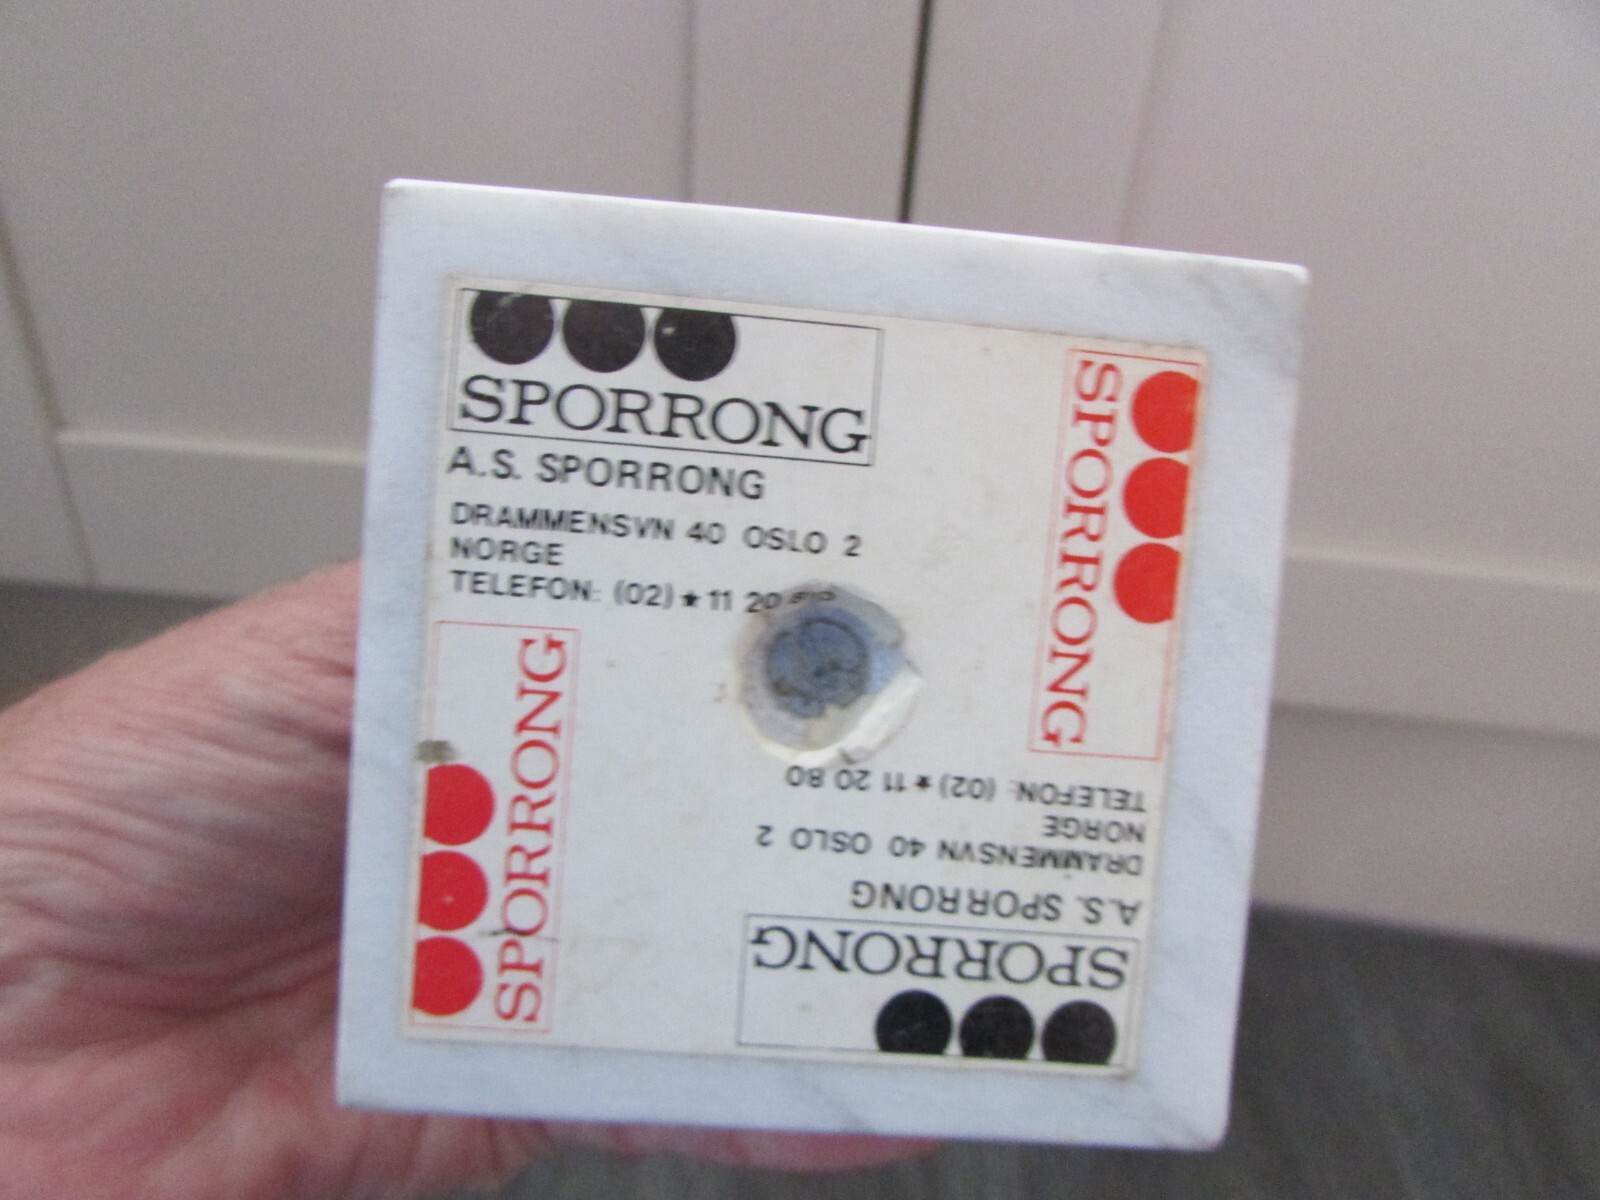 SPORRONG
A.S. SPORRONG
DRAMMENSVN 40 OSLO 2
NORGE
TELEFON: (02) ★ 11 20
SPORRONG
SPORRONG
SPORRONG
A.S. SPORRONG
DRAMMENSVN 40 OSLO 2
NORGE
TELEFON: (02) ★ 11 20 80